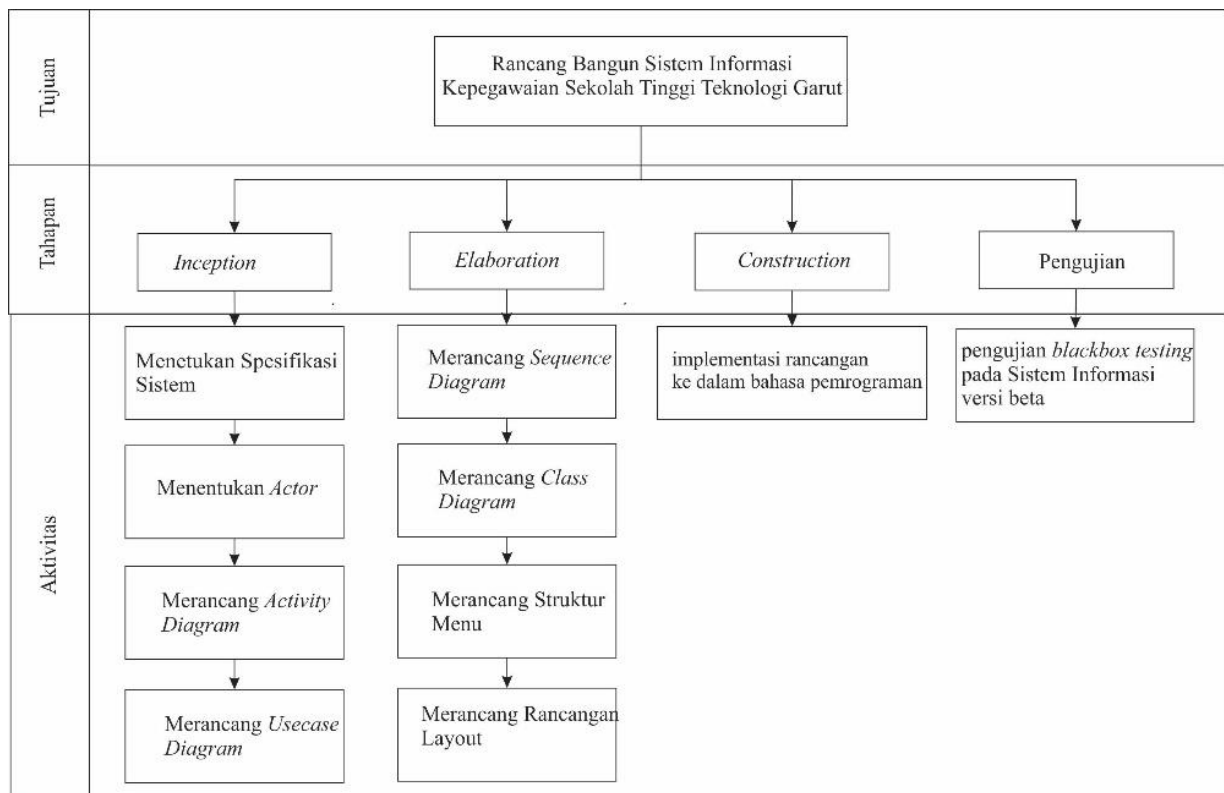 Tujuan
Rancang Bangun Sistem Informasi
Kepegawaian Sekolah Tinggi Teknologi Garut
Tahapan
Inception
Elaboration
Construction
Pengujian
Aktivitas
Menetukan Spesifikasi
Sistem
Menentukan Actor
Merancang Activity
Diagram
Merancang Usecase
Diagram
Merancang Sequence
Diagram
Merancang Class
Diagram
Merancang Struktur
Menu
Merancang Rancangan
Layout
implementasi rancangan
ke dalam bahasa pemrograman
pengujian blackbox testing
pada Sistem Informasi
versi beta